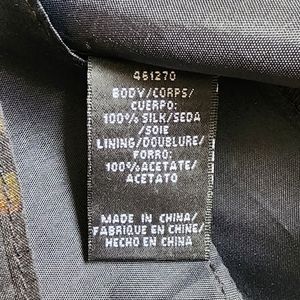 461270
BODY/CORPS/
CUERPO:
100% SILK/SEDA
/SOIE
LINING/DOUBLURE/
FORRO:
100%ACETATE/
ACETATO
MADE IN CHINA/
FABRIQUE EN CHINE/
HECHO EN CHINA